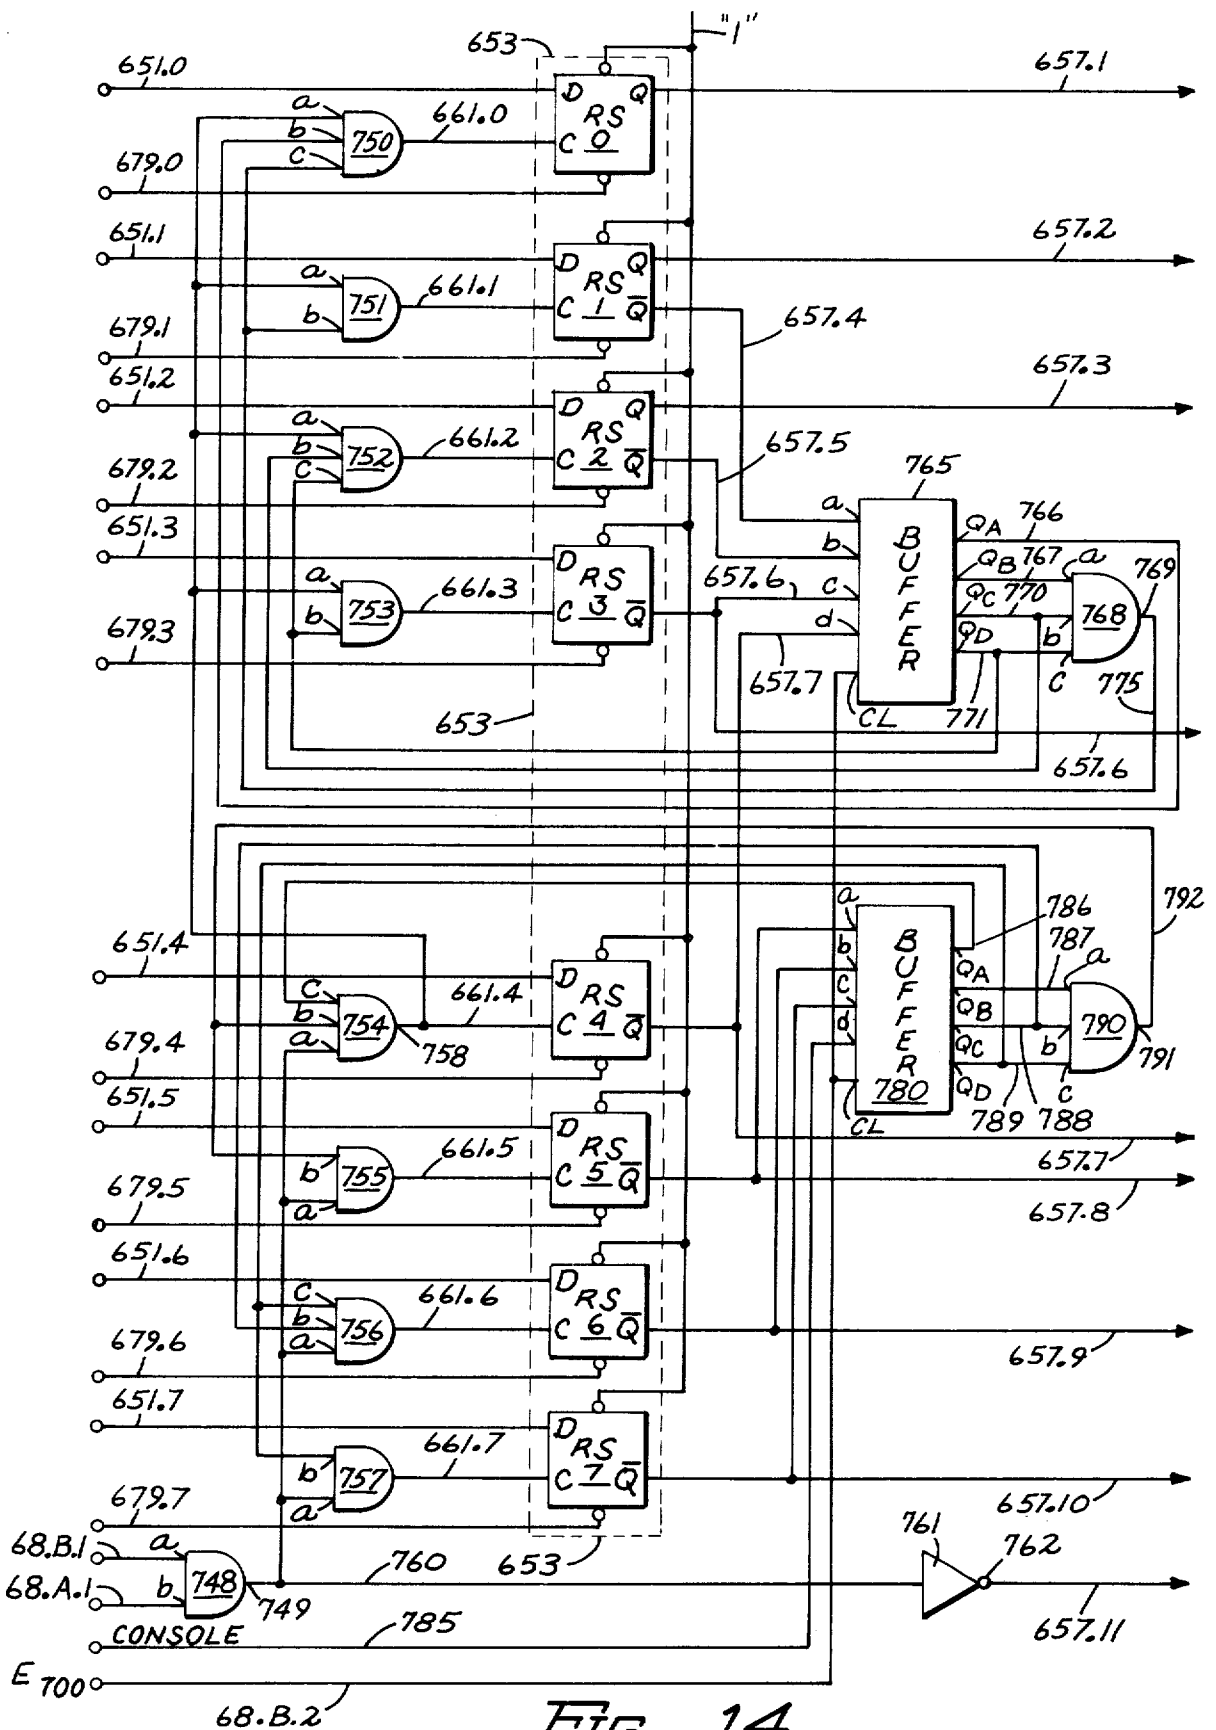 "1"
653
651.0
657.1
a
661.0
D Q
b
750
RS
C 0
c
679.0
651.1
657.2
D Q
a
661.1
RS
751
C 1 Q̅
b
657.4
679.1
651.2
657.3
D Q
a
661.2
RS
657.5
b
752
C 2 Q̅
765
c
679.2
651.3
a
QA
766
BUFFER
D
b
QB
767
a
769
a
661.3
RS
657.6
c
QC
770
753
C 3 Q̅
768
b
d
QD
b
679.3
657.7
c
775
CL
771
653
657.6
792
786
a
787
651.4
b
BUFFER
a
D
QA
c
661.4
RS
c
QB
b
754
C 4 Q̅
d
790
a
QC
b
758
791
679.4
780
QD
c
651.5
CL
789
788
D
661.5
RS
657.7
b
755
C 5 Q̅
679.5
a
657.8
651.6
D
c
661.6
RS
b
756
C 6 Q̅
a
679.6
657.9
651.7
D
661.7
RS
b
757
C 7 Q̅
679.7
a
657.10
68.B.1
a
653
761
762
760
68.A.1
b
748
749
CONSOLE
785
657.11
E 700
68.B.2
Fig. 14